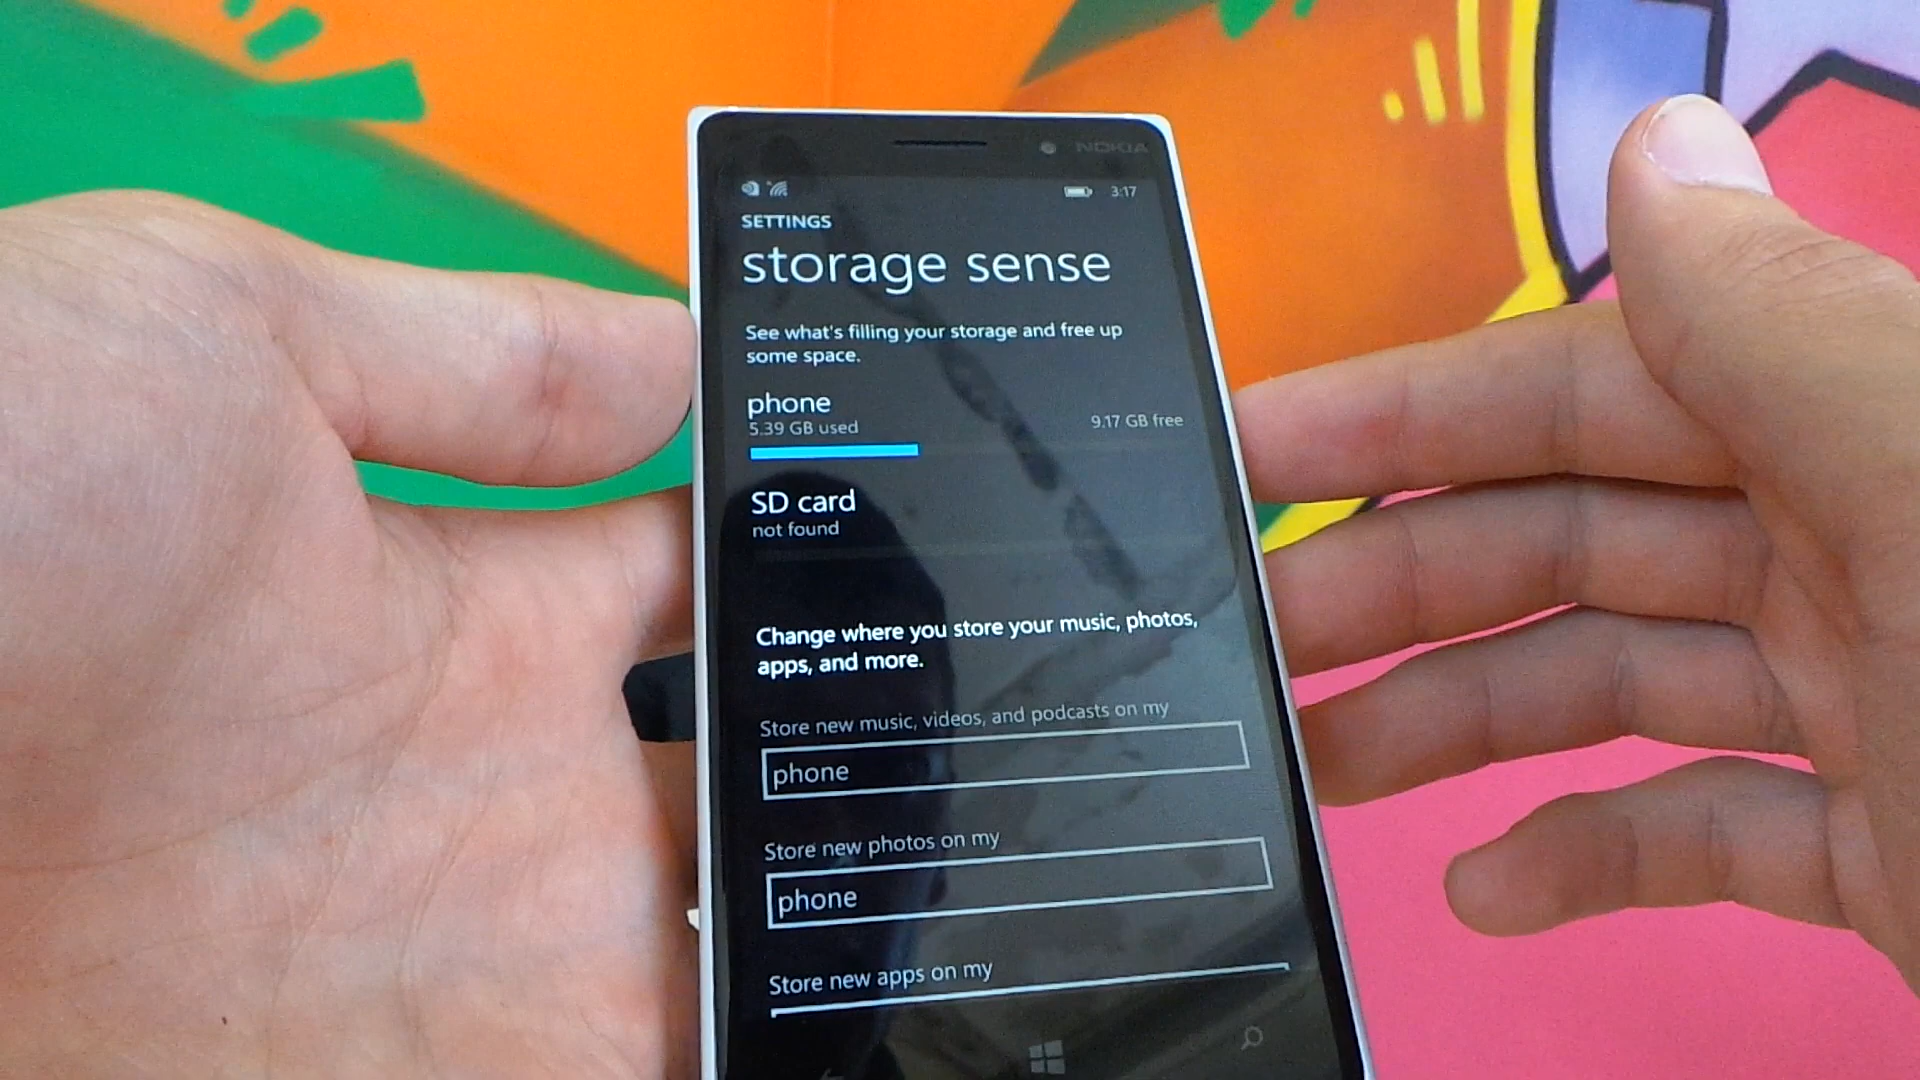 NOKIA
3:17
SETTINGS
storage sense
See what's filling your storage and free up
some space.
phone
5.39 GB used
9.17 GB free
SD card
not found
Change where you store your music, photos,
apps, and more.
Store new music, videos, and podcasts on my
phone
Store new photos on my
phone
Store new apps on my